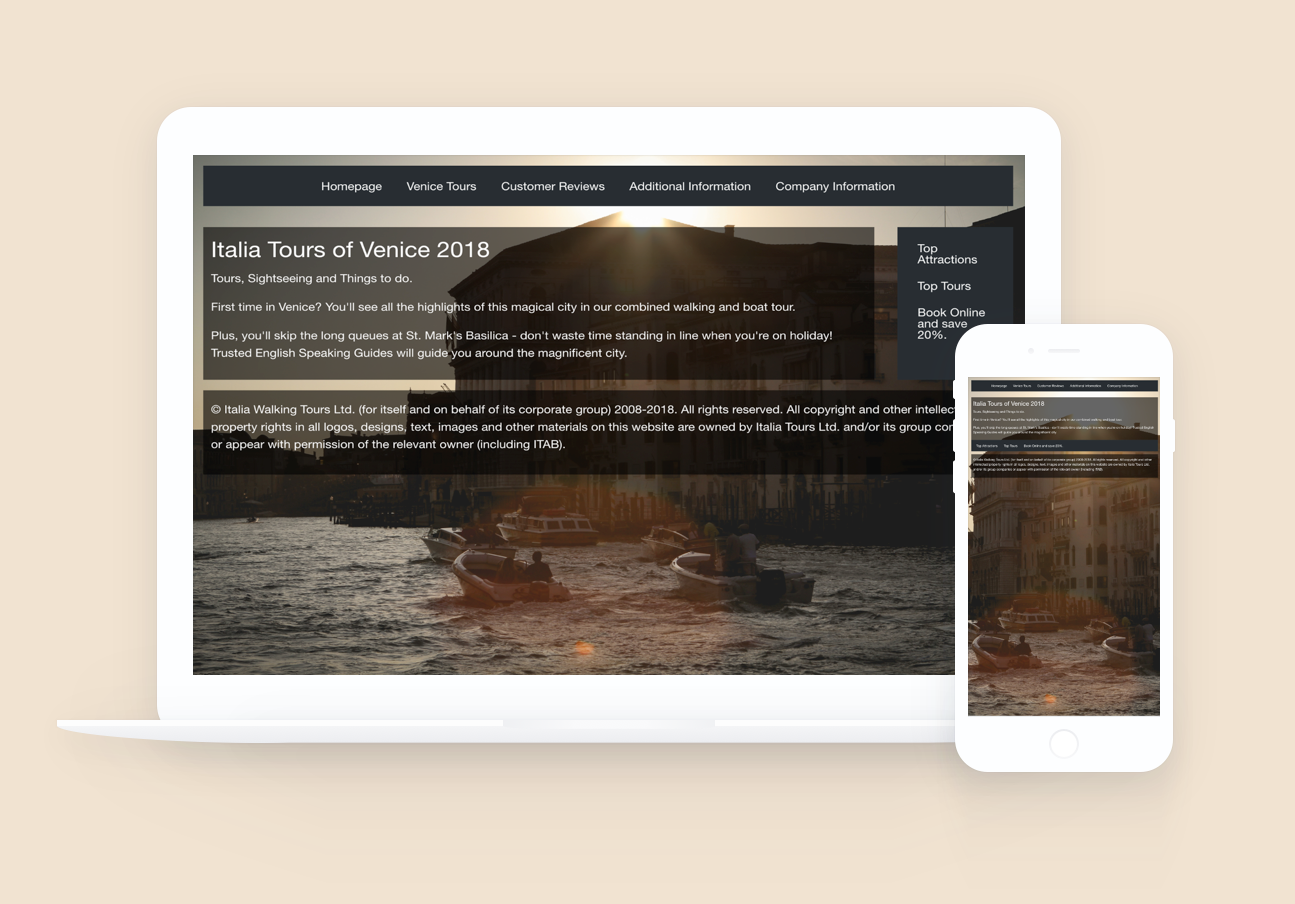 Homepage Venice Tours Customer Reviews Additional Information Company Information
Italia Tours of Venice 2018
Tours, Sightseeing and Things to do.
First time in Venice? You'll see all the highlights of this magical city in our combined walking and boat tour.
Plus, you'll skip the long queues at St. Mark's Basilica - don't waste time standing in line when you're on holiday!
Trusted English Speaking Guides will guide you around the magnificent city.
Top
Attractions
Top Tours
Book Online
and save
20%.
© Italia Walking Tours Ltd. (for itself and on behalf of its corporate group) 2008-2018. All rights reserved. All copyright and other
property rights in all logos, designs, text, images and other materials on this website are owned by Italia Tours Ltd. and/or its group
or appear with permission of the relevant owner (including ITAB).
Homepage Venice Tours Customer Reviews Additional Information Company Information
Italia Tours of Venice 2018
Tours, Sightseeing and Things to do.
Top Attractions Top Tours Book Online and save 20%.